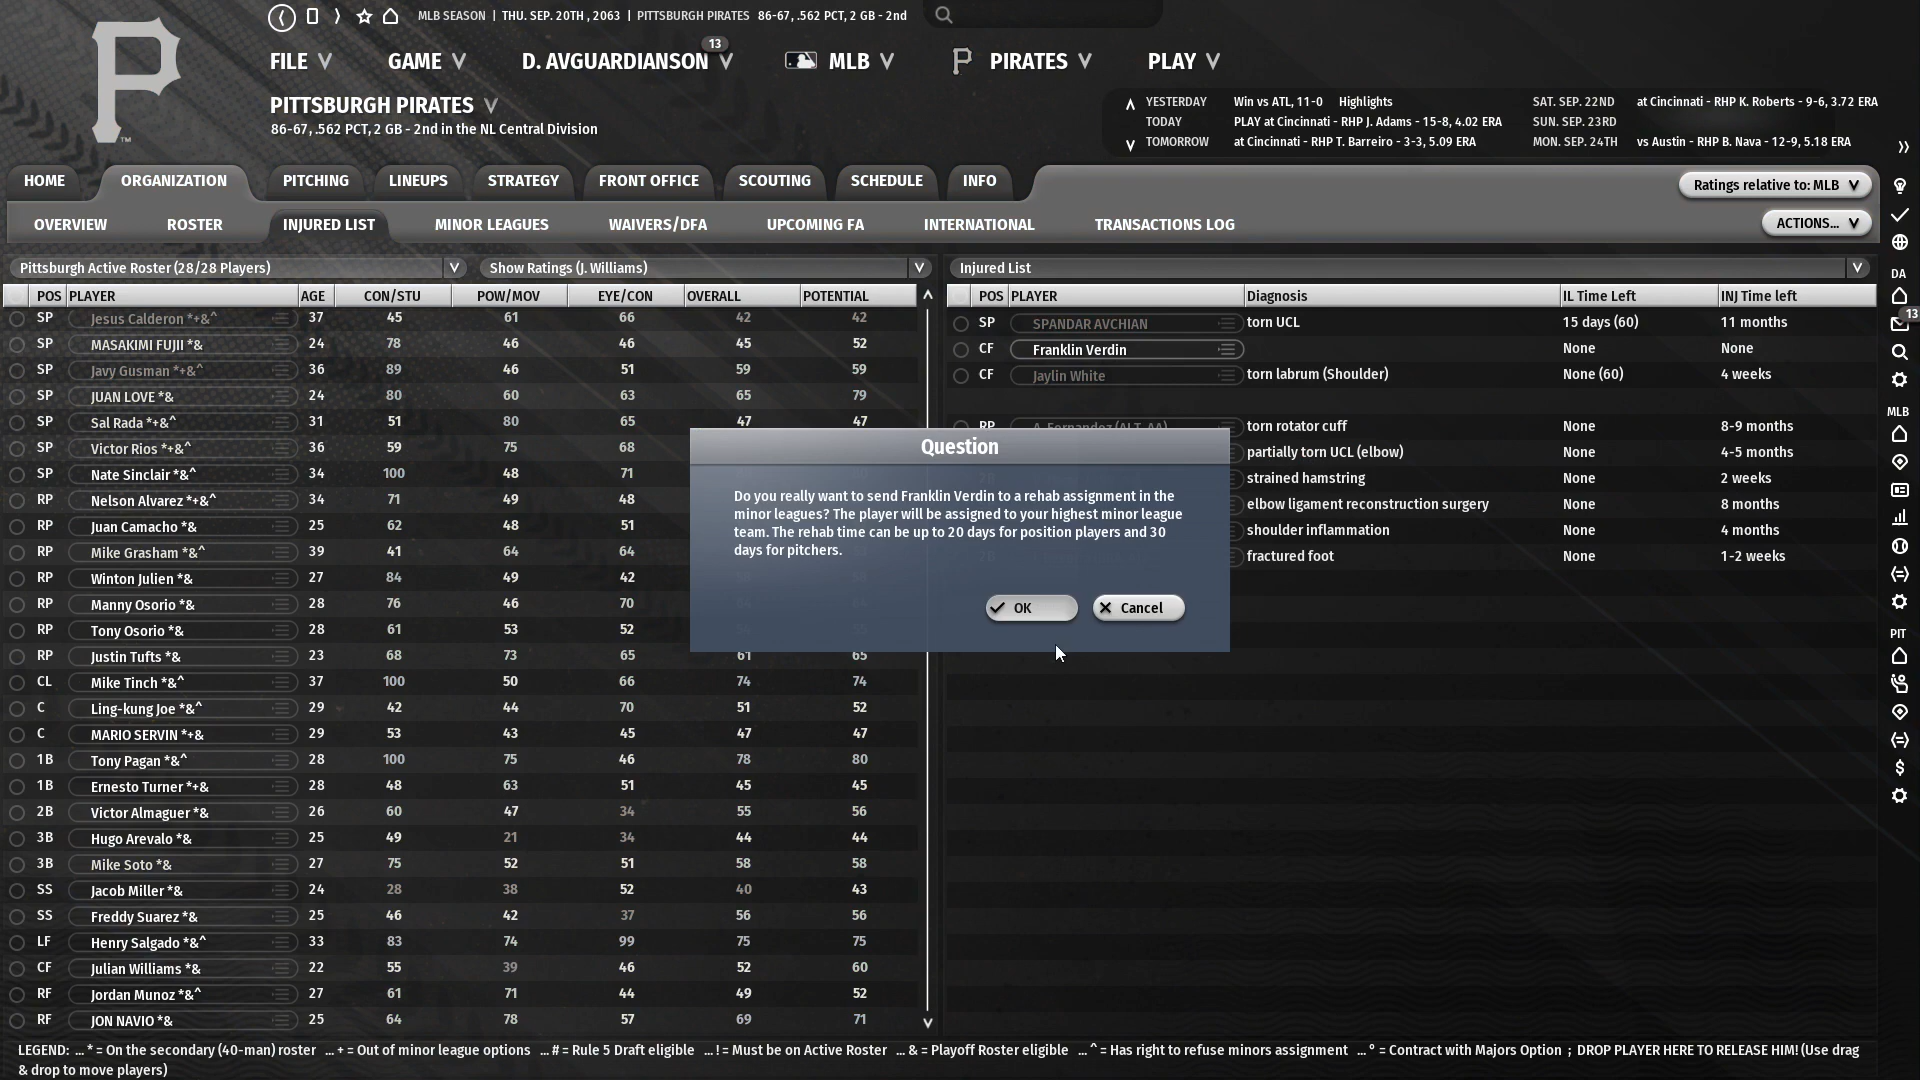 MLB SEASON | THU. SEP. 20TH , 2063 | PITTSBURGH PIRATES 86-67, .562 PCT, 2 GB - 2nd
FILE GAME D. AVGUARDIANSON 13 MLB PIRATES PLAY
PITTSBURGH PIRATES
86-67, .562 PCT, 2 GB - 2nd in the NL Central Division
YESTERDAY Win vs ATL, 11-0 Highlights SAT. SEP. 22ND at Cincinnati - RHP K. Roberts - 9-6, 3.72 ERA
TODAY PLAY at Cincinnati - RHP J. Adams - 15-8, 4.02 ERA SUN. SEP. 23RD
TOMORROW at Cincinnati - RHP T. Barreiro - 3-3, 5.09 ERA MON. SEP. 24TH vs Austin - RHP B. Nava - 12-9, 5.18 ERA
HOME ORGANIZATION PITCHING LINEUPS STRATEGY FRONT OFFICE SCOUTING SCHEDULE INFO Ratings relative to: MLB
OVERVIEW ROSTER INJURED LIST MINOR LEAGUES WAIVERS/DFA UPCOMING FA INTERNATIONAL TRANSACTIONS LOG ACTIONS...
Pittsburgh Active Roster (28/28 Players) Show Ratings (J. Williams)
POS PLAYER AGE CON/STU POW/MOV EYE/CON OVERALL POTENTIAL
SP Jesus Calderon *+&^ 37 45 61 66 42 42
SP MASAKIMI FUJII *& 24 78 46 46 45 52
SP Javy Gusman *+&^ 36 89 46 51 59 59
SP JUAN LOVE *& 24 80 60 63 65 79
SP Sal Rada *+&^ 31 51 80 65 47 47
SP Victor Rios *+&^ 36 59 75 68
SP Nate Sinclair *&^ 34 100 48 71
RP Nelson Alvarez *+&^ 34 71 49 48
RP Juan Camacho *& 25 62 48 51
RP Mike Grasham *&^ 39 41 64 64
RP Winton Julien *& 27 84 49 42
RP Manny Osorio *& 28 76 46 70
RP Tony Osorio *& 28 61 53 52
RP Justin Tufts *& 23 68 73 65 61 65
CL Mike Tinch *&^ 37 100 50 66 74 74
C Ling-kung Joe *&^ 29 42 44 70 51 52
C MARIO SERVIN *+& 29 53 43 45 47 47
1B Tony Pagan *&^ 28 100 75 46 78 80
1B Ernesto Turner *+& 28 48 63 51 45 45
2B Victor Almaguer *& 26 60 47 34 55 56
3B Hugo Arevalo *& 25 49 21 34 44 44
3B Mike Soto *& 27 75 52 51 58 58
SS Jacob Miller *& 24 28 38 52 40 43
SS Freddy Suarez *& 25 46 42 37 56 56
LF Henry Salgado *&^ 33 83 74 99 75 75
CF Julian Williams *& 22 55 39 46 52 60
RF Jordan Munoz *&^ 27 61 71 44 49 52
RF JON NAVIO *& 25 64 78 57 69 71
Injured List
POS PLAYER Diagnosis IL Time Left INJ Time left
SP SPANDAR AVCHIAN torn UCL 15 days (60) 11 months
CF Franklin Verdin None None
CF Jaylin White torn labrum (Shoulder) None (60) 4 weeks
RP A. Fernandez (ALT, AA) torn rotator cuff None 8-9 months
partially torn UCL (elbow) None 4-5 months
strained hamstring None 2 weeks
elbow ligament reconstruction surgery None 8 months
shoulder inflammation None 4 months
fractured foot None 1-2 weeks
Question
Do you really want to send Franklin Verdin to a rehab assignment in the
minor leagues? The player will be assigned to your highest minor league
team. The rehab time can be up to 20 days for position players and 30
days for pitchers.
OK Cancel
DA
13
MLB
PIT
LEGEND: ... * = On the secondary (40-man) roster ... + = Out of minor league options ... # = Rule 5 Draft eligible ... ! = Must be on Active Roster ... & = Playoff Roster eligible ... ^ = Has right to refuse minors assignment ... ° = Contract with Majors Option ; DROP PLAYER HERE TO RELEASE HIM! (Use drag
& drop to move players)